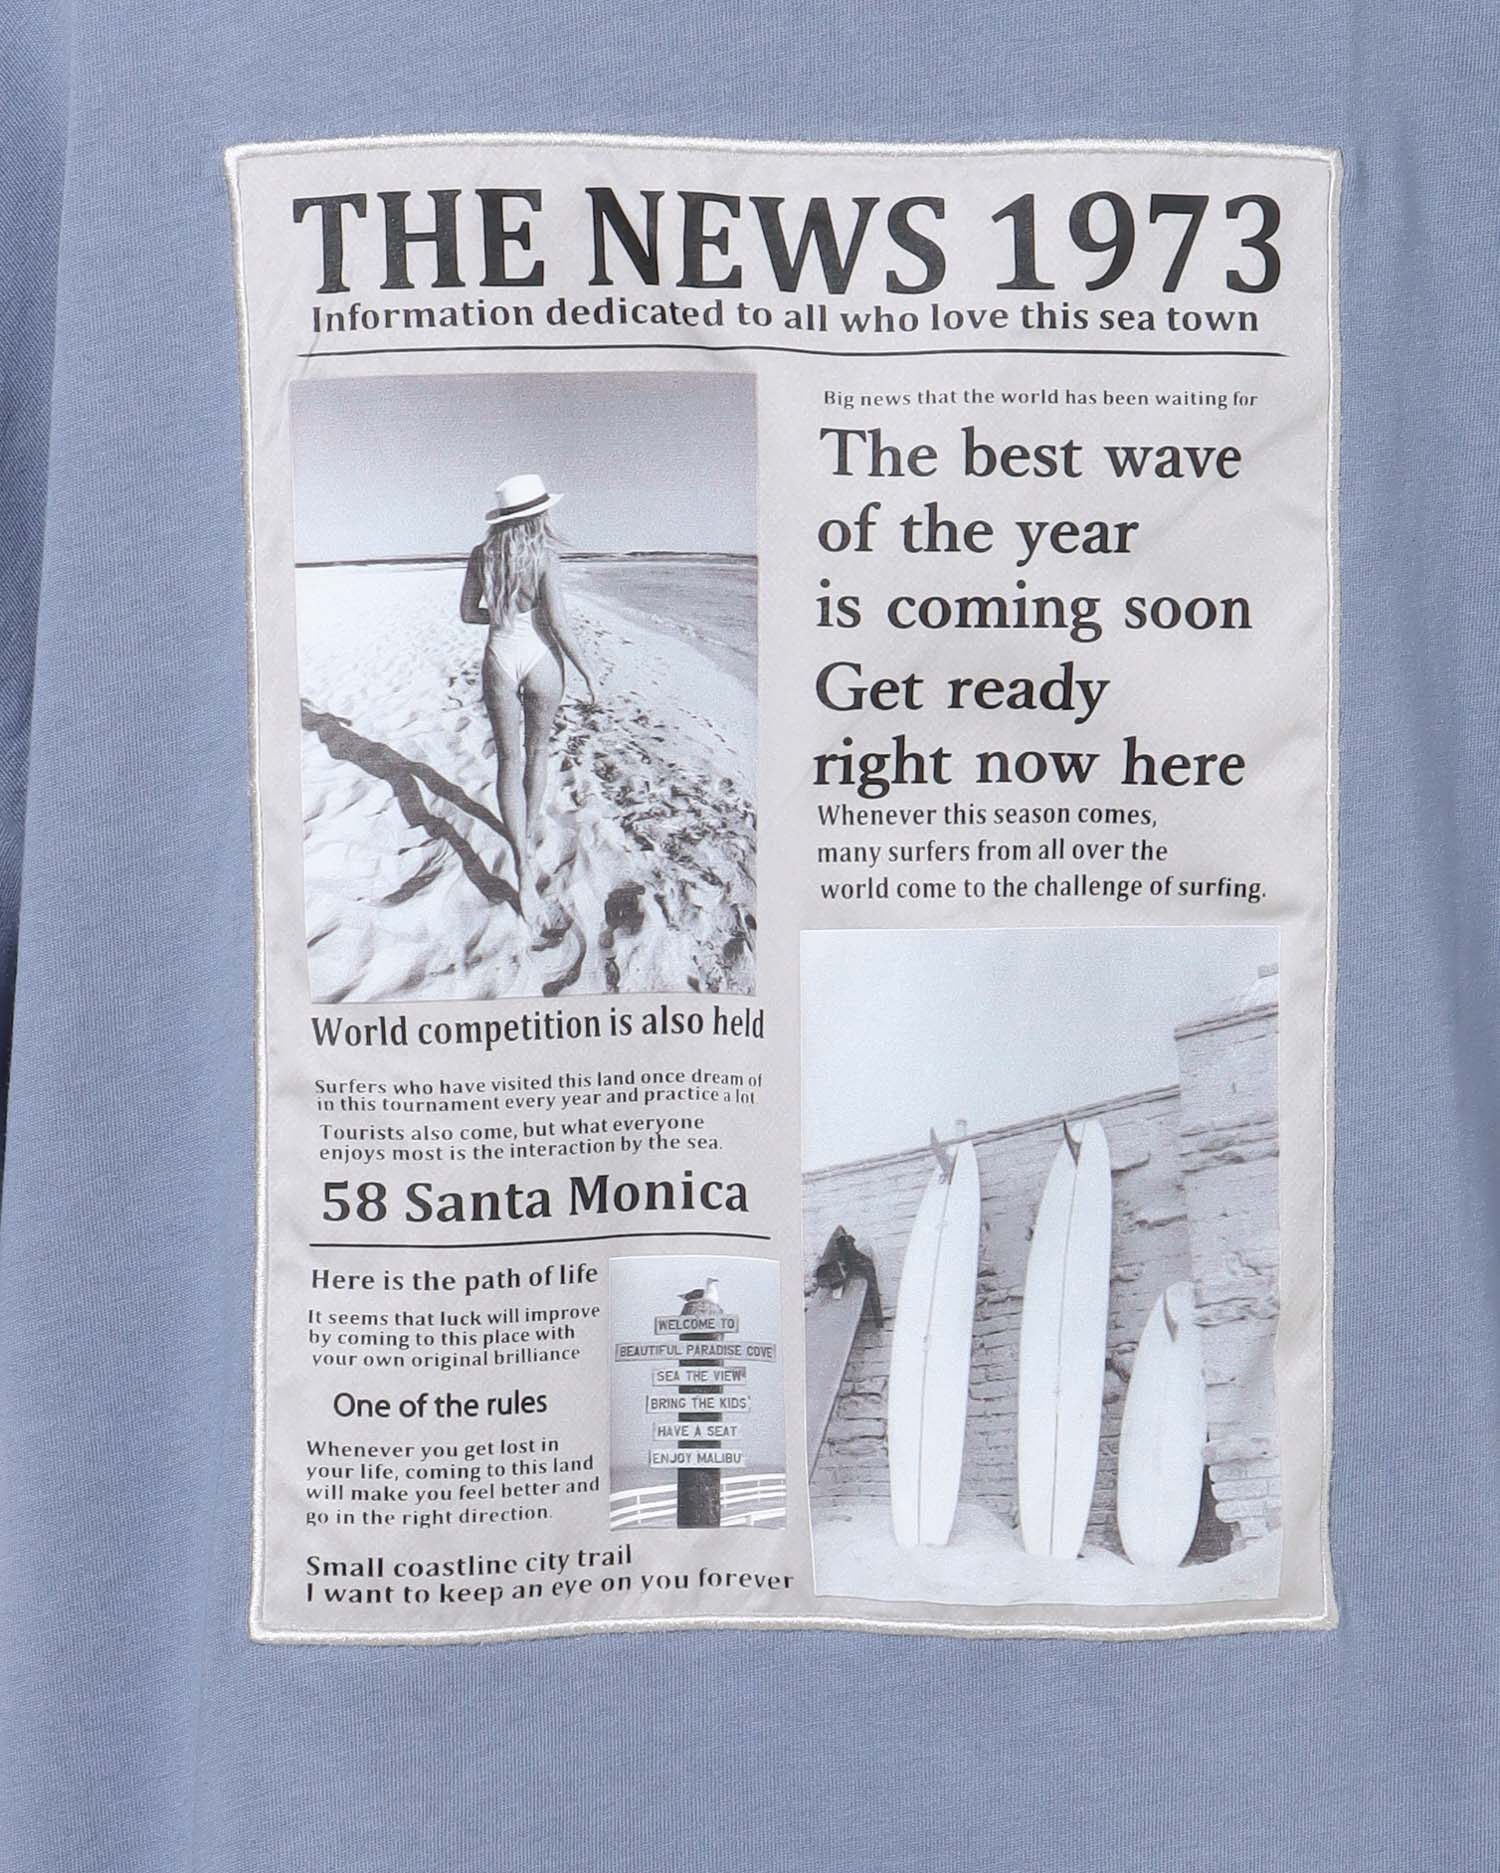 THE NEWS 1973
Information dedicated to all who love this sea town
Big news that the world has been waiting for
The best wave
of the year
is coming soon
Get ready
right now here
Whenever this season comes,
many surfers from all over the
world come to the challenge of surfing.
World competition is also held
Surfers who have visited this land once dream of
in this tournament every year and practice a lot.
Tourists also come, but what everyone
enjoys most is the interaction by the sea.
58 Santa Monica
Here is the path of life
It seems that luck will improve
by coming to this place with
your own original brilliance
One of the rules
Whenever you get lost in
your life, coming to this land
will make you feel better and
go in the right direction.
WELCOME TO
BEAUTIFUL PARADISE COVE
SEA THE VIEW
BRING THE KIDS
HAVE A SEAT
ENJOY MALIBU
Small coastline city trail
I want to keep an eye on you forever